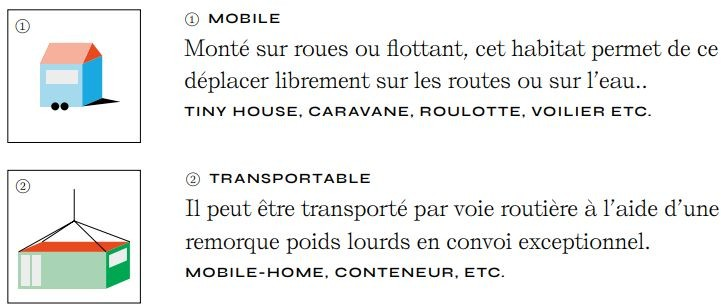 ①
① MOBILE
Monté sur roues ou flottant, cet habitat permet de ce
déplacer librement sur les routes ou sur l’eau..
TINY HOUSE, CARAVANE, ROULOTTE, VOILIER ETC.
②
② TRANSPORTABLE
Il peut être transporté par voie routière à l’aide d’une
remorque poids lourds en convoi exceptionnel.
MOBILE-HOME, CONTENEUR, ETC.